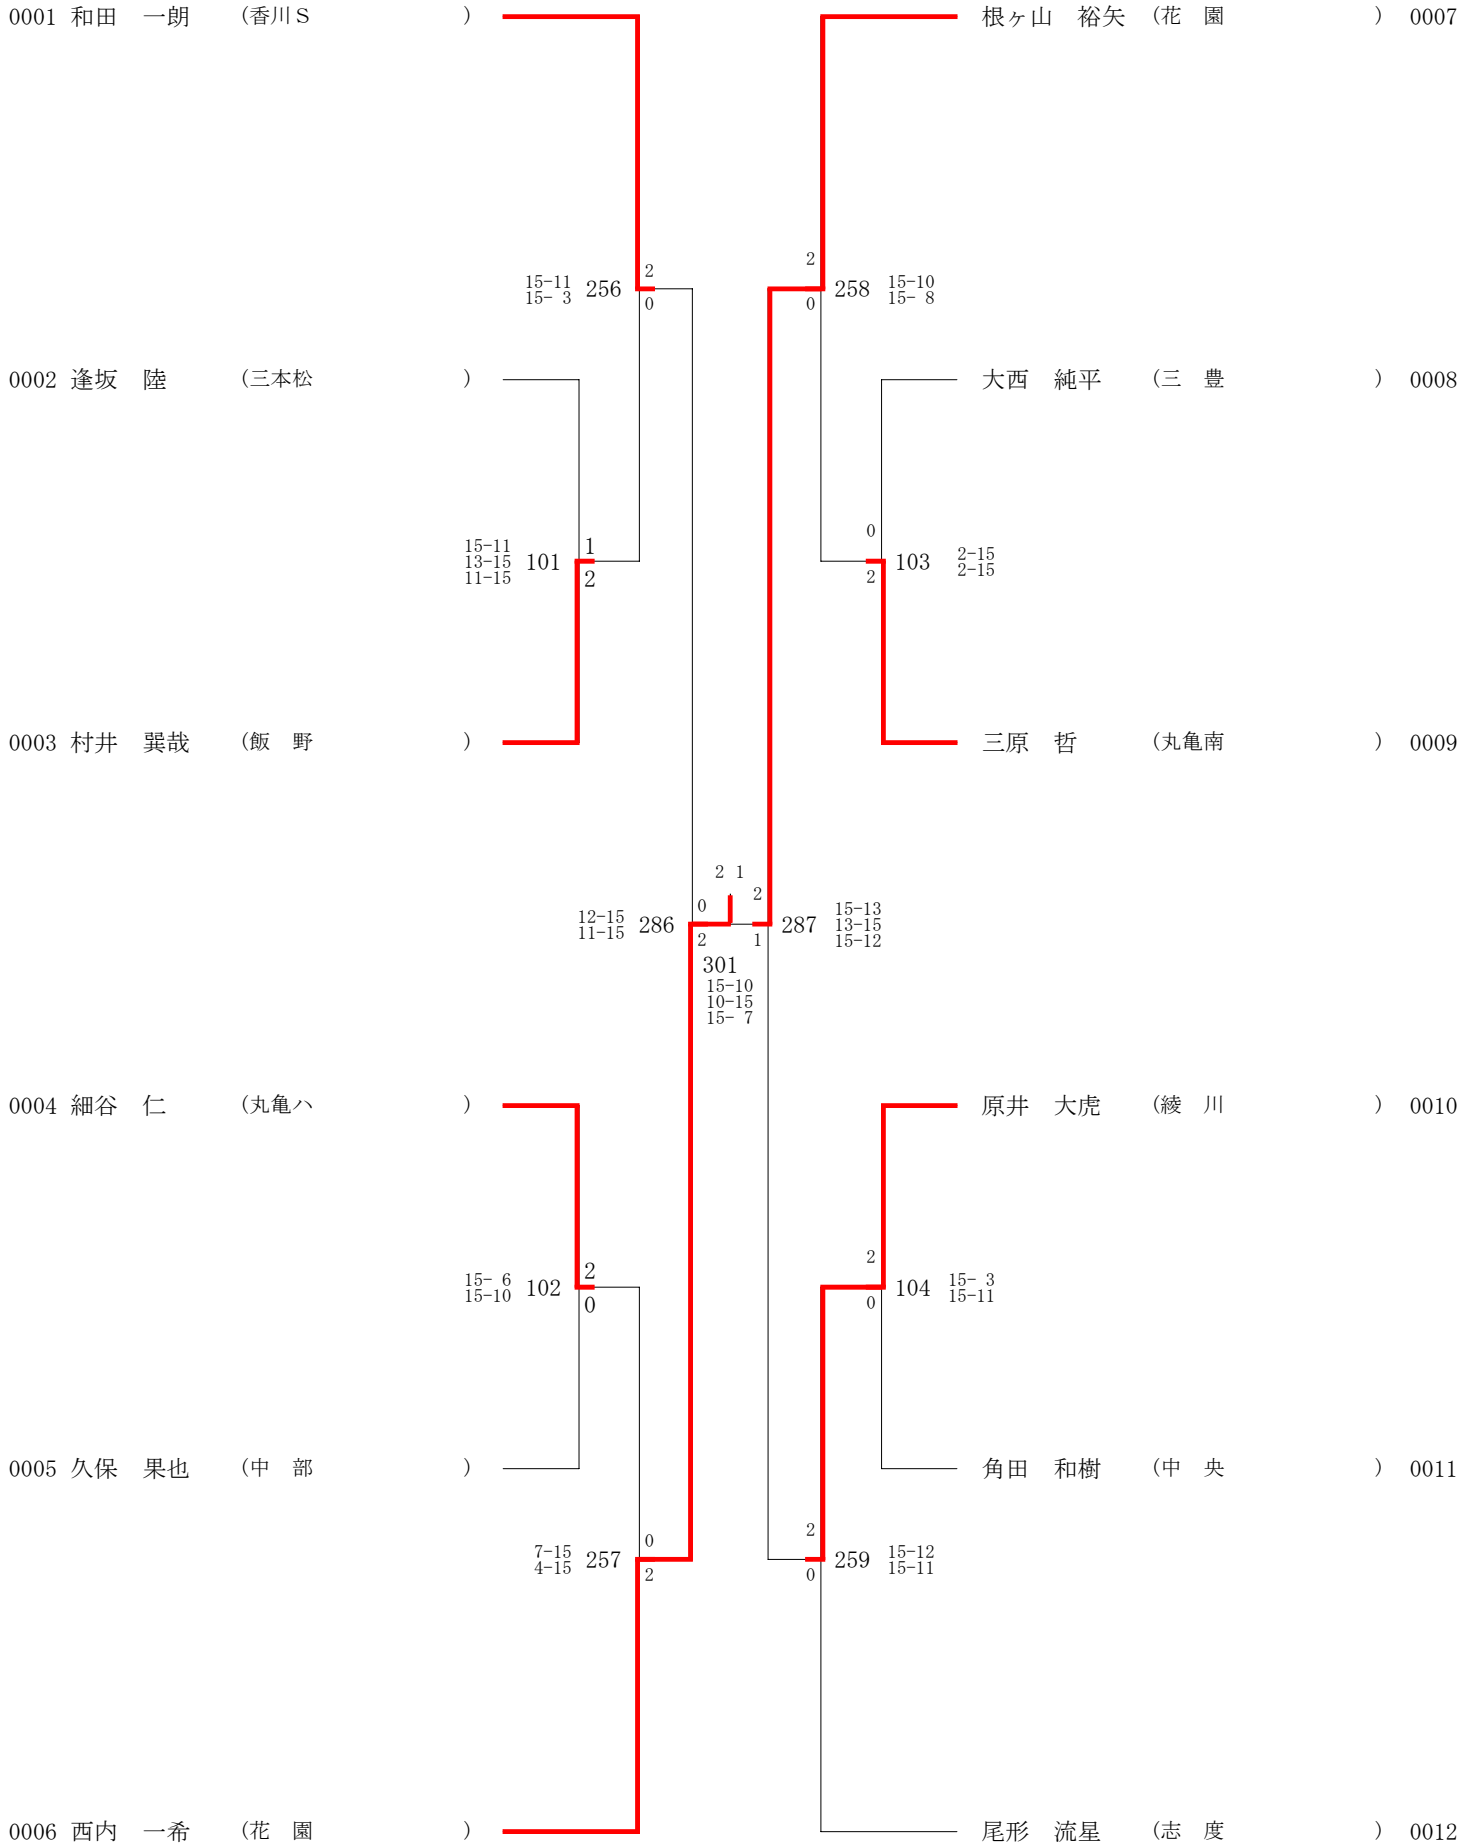 0001 和田　一朗 (香川Ｓ ) 根ヶ山　裕矢 (花　園 ) 0007
2 2
15-11 256 258 15-10
15- 3 0 0 15- 8
0002 逢坂　陸 (三本松 ) 大西　純平 (三　豊 ) 0008
0
15-11 1
13-15 101 103 2-15
11-15 2 2 2-15
0003 村井　巽哉 (飯　野 ) 三原　哲 (丸亀南 ) 0009
2 1
0 2
12-15 286 287 15-13
11-15 2 1 13-15
15-12
301
15-10
10-15
15- 7
0004 細谷　仁 (丸亀ハ ) 原井　大虎 (綾　川 ) 0010
2 2
15- 6 102 104 15- 3
15-10 0 0 15-11
0005 久保　果也 (中　部 ) 角田　和樹 (中　央 ) 0011
0 2
7-15 257 259 15-12
4-15 2 0 15-11
0006 西内　一希 (花　園 ) 尾形　流星 (志　度 ) 0012